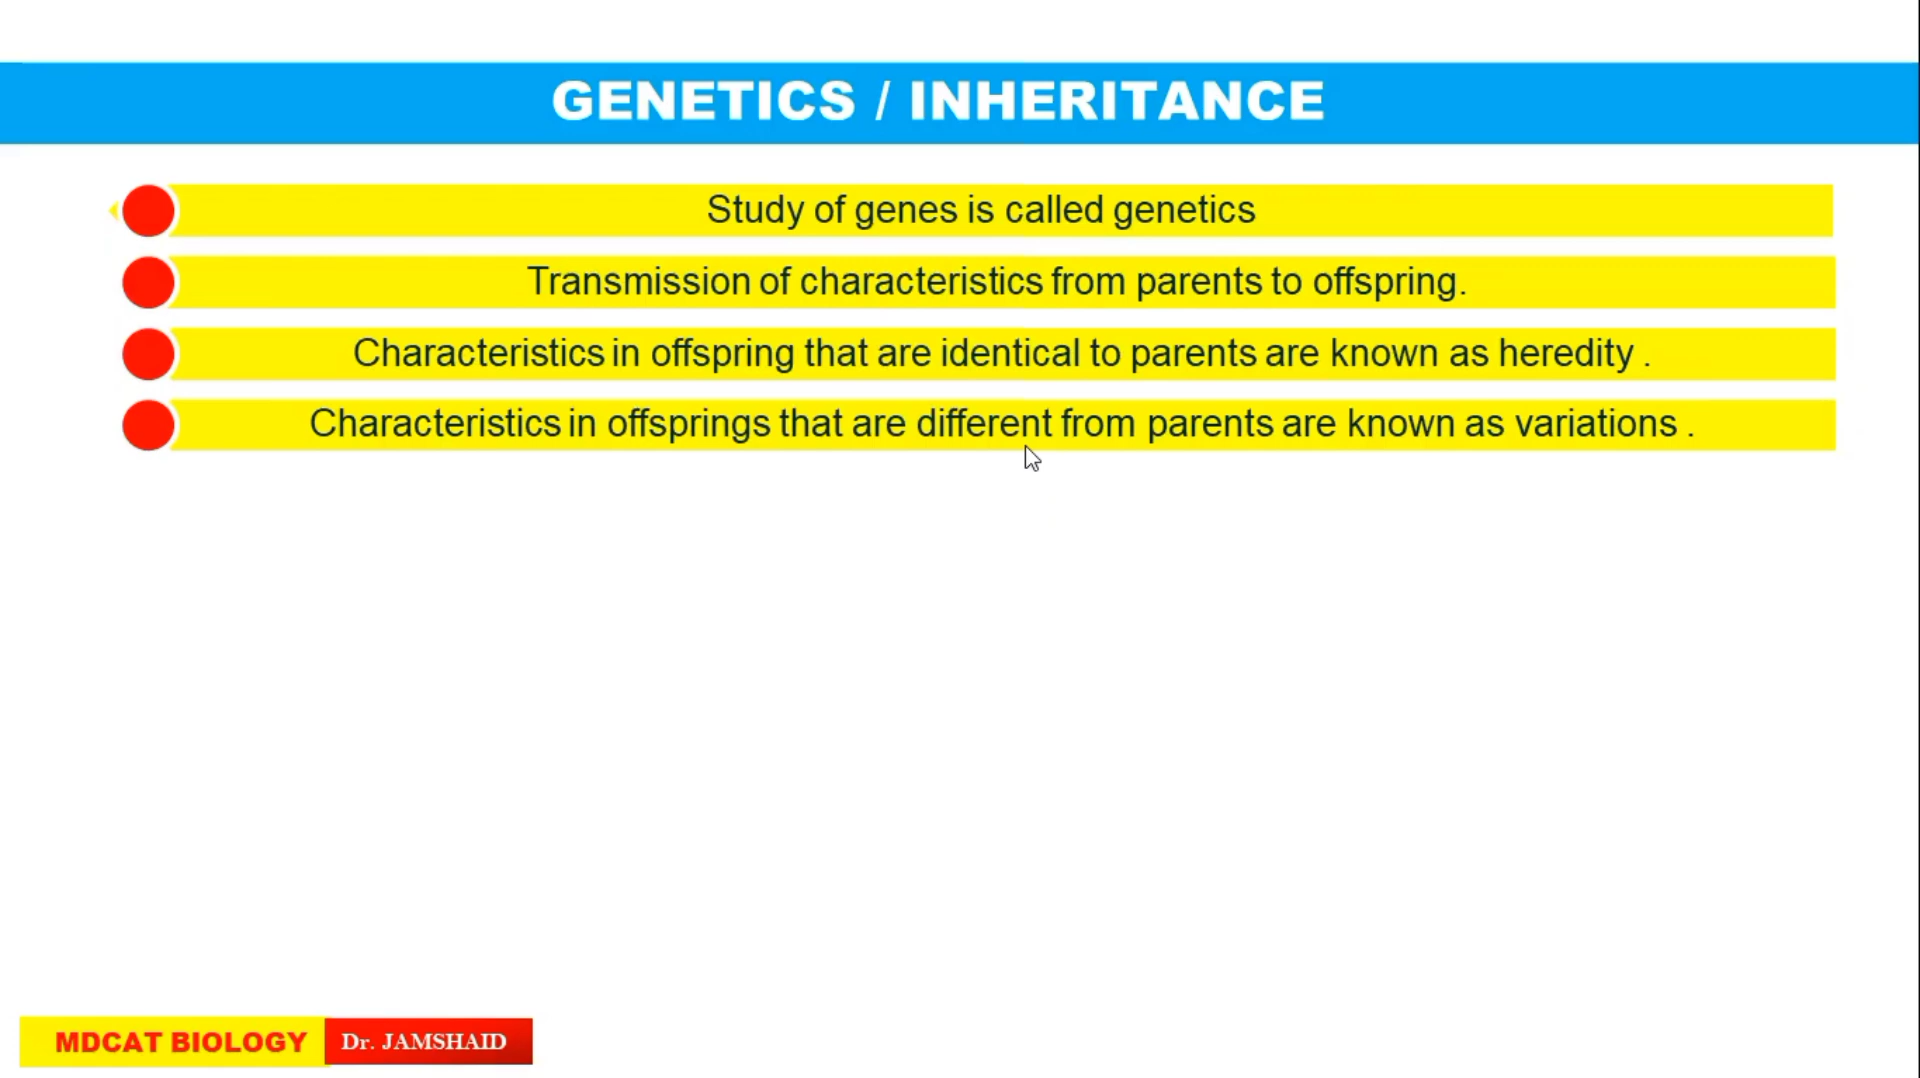 GENETICS / INHERITANCE
Study of genes is called genetics
Transmission of characteristics from parents to offspring.
Characteristics in offspring that are identical to parents are known as heredity .
Characteristics in offsprings that are different from parents are known as variations .
MDCAT BIOLOGY Dr. JAMSHAID